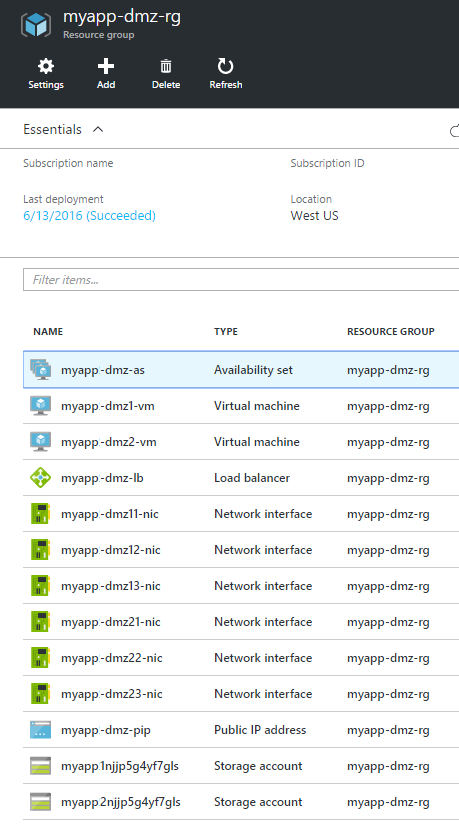 myapp-dmz-rg
Resource group
Settings Add Delete Refresh
Essentials
Subscription name Subscription ID
Last deployment Location
6/13/2016 (Succeeded) West US
Filter items...
NAME TYPE RESOURCE GROUP
myapp-dmz-as Availability set myapp-dmz-rg
myapp-dmz1-vm Virtual machine myapp-dmz-rg
myapp-dmz2-vm Virtual machine myapp-dmz-rg
myapp-dmz-lb Load balancer myapp-dmz-rg
myapp-dmz11-nic Network interface myapp-dmz-rg
myapp-dmz12-nic Network interface myapp-dmz-rg
myapp-dmz13-nic Network interface myapp-dmz-rg
myapp-dmz21-nic Network interface myapp-dmz-rg
myapp-dmz22-nic Network interface myapp-dmz-rg
myapp-dmz23-nic Network interface myapp-dmz-rg
myapp-dmz-pip Public IP address myapp-dmz-rg
myapp1njjp5g4yf7gls Storage account myapp-dmz-rg
myapp2njjp5g4yf7gls Storage account myapp-dmz-rg